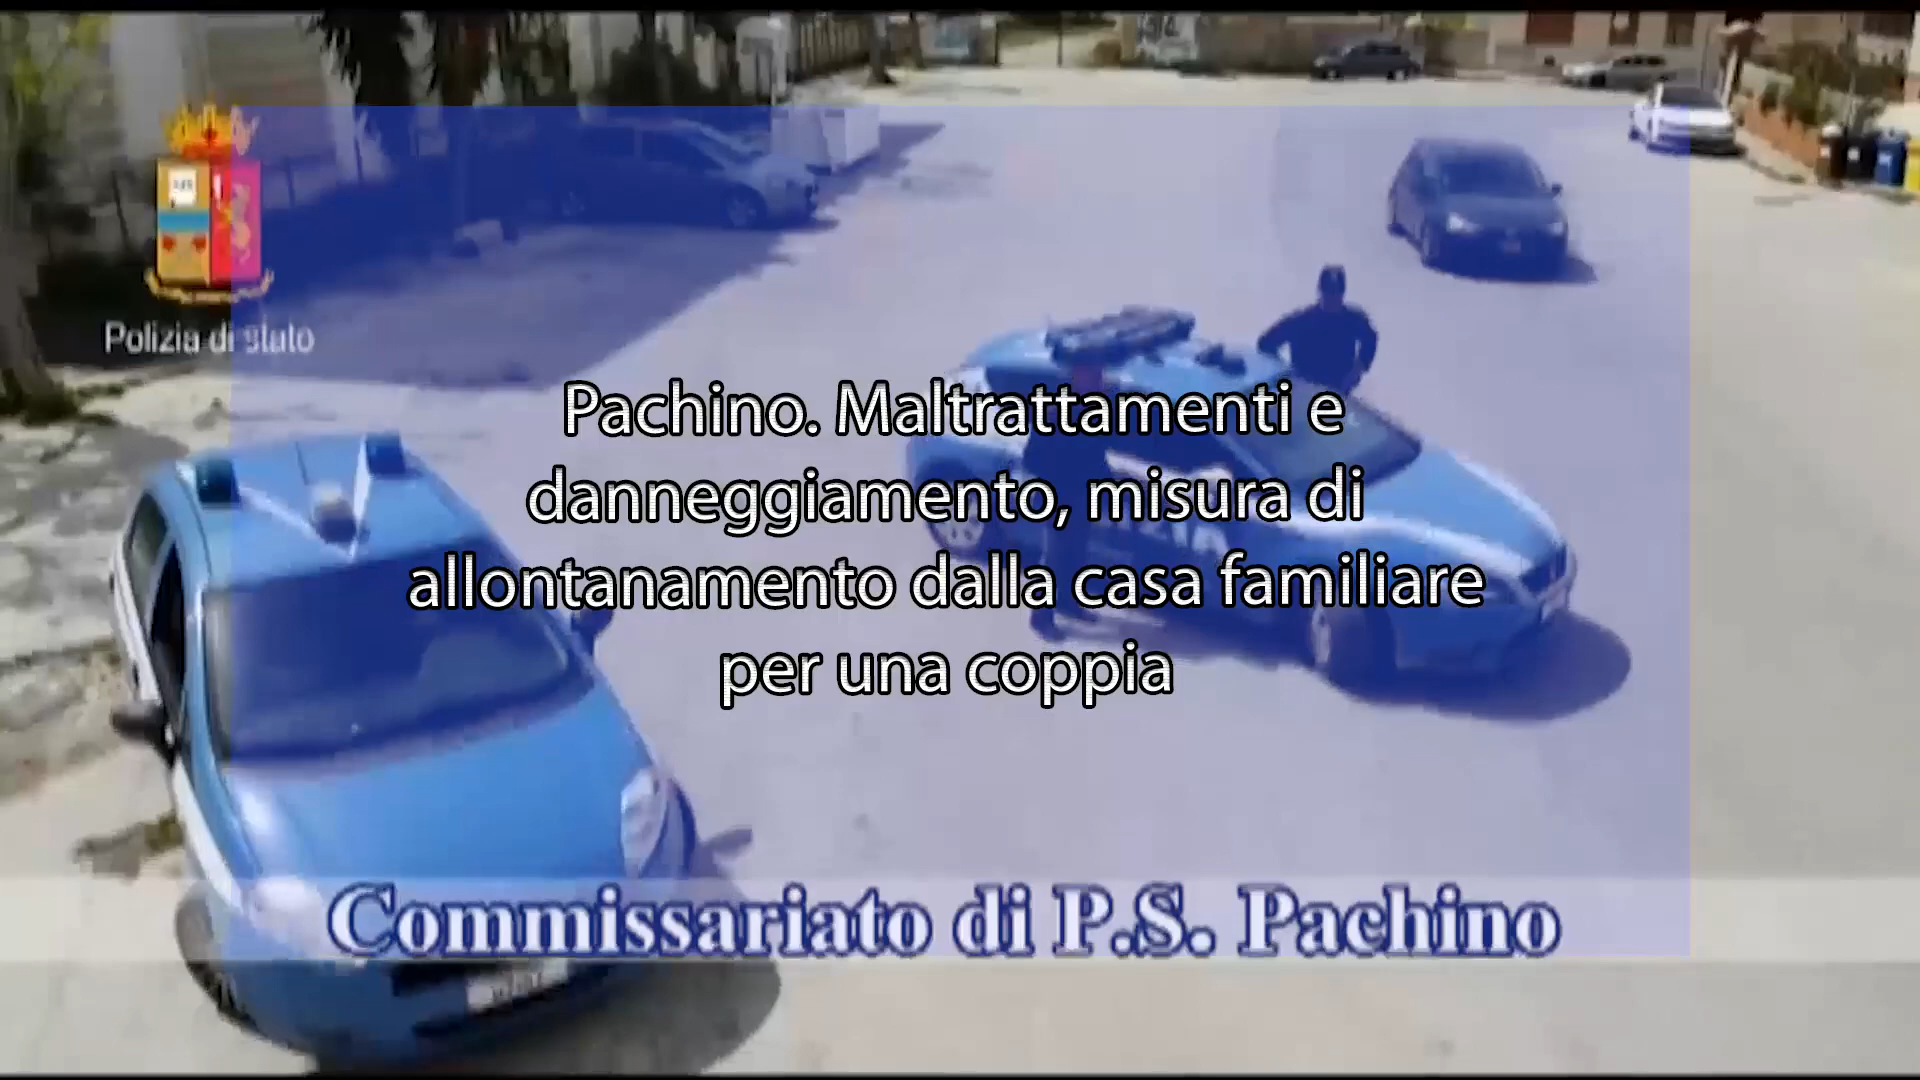 Polizia di stato
Pachino. Maltrattamenti e
danneggiamento, misura di
allontanamento dalla casa familiare
per una coppia
Commissariato di P.S. Pachino